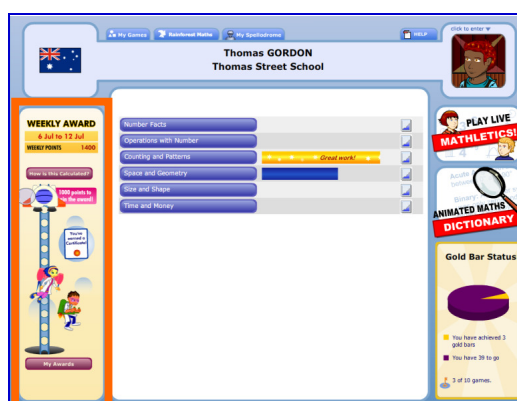 My Games
Rainforest Maths
My Spellodrome
HELP
click to enter
Thomas GORDON
Thomas Street School
WEEKLY AWARD
6 Jul to 12 Jul
WEEKLY POINTS 1400
How is this Calculated?
1000 points to
win the award!
You've
earned a
Certificate!
My Awards
Number Facts
Operations with Number
Counting and Patterns
Great work!
Space and Geometry
Size and Shape
Time and Money
PLAY LIVE
MATHLETICS!
Acute
Binary
ANIMATED MATHS
DICTIONARY
Gold Bar Status
You have achieved 3
gold bars
You have 39 to go
3 of 10 games.